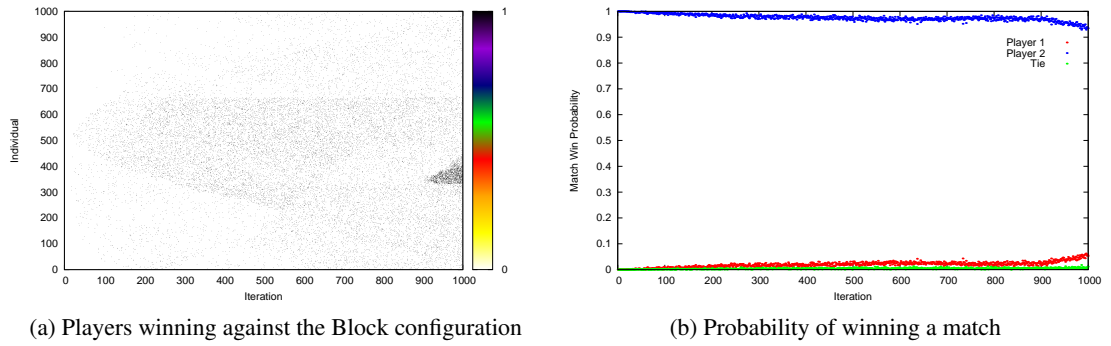 1000
900
800
700
600
500
400
300
200
100
0
Individual
0 100 200 300 400 500 600 700 800 900 1000
Iteration
1
0
(a) Players winning against the Block configuration
1
0.9
0.8
0.7
0.6
0.5
0.4
0.3
0.2
0.1
0
Match Win Probability
Player 1
Player 2
Tie
0 100 200 300 400 500 600 700 800 900 1000
Iteration
(b) Probability of winning a match